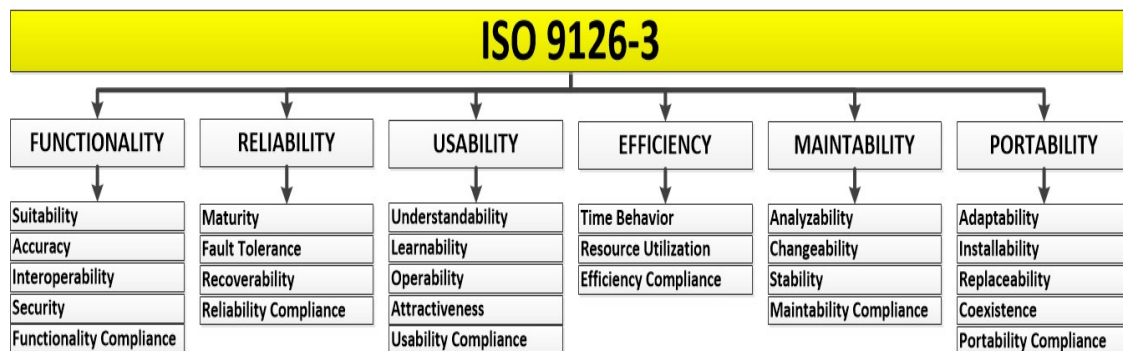 ISO 9126-3
FUNCTIONALITY
RELIABILITY
USABILITY
EFFICIENCY
MAINTABILITY
PORTABILITY
Suitability
Accuracy
Interoperability
Security
Functionality Compliance
Maturity
Fault Tolerance
Recoverability
Reliability Compliance
Understandability
Learnability
Operability
Attractiveness
Usability Compliance
Time Behavior
Resource Utilization
Efficiency Compliance
Analyzability
Changeability
Stability
Maintability Compliance
Adaptability
Installability
Replaceability
Coexistence
Portability Compliance